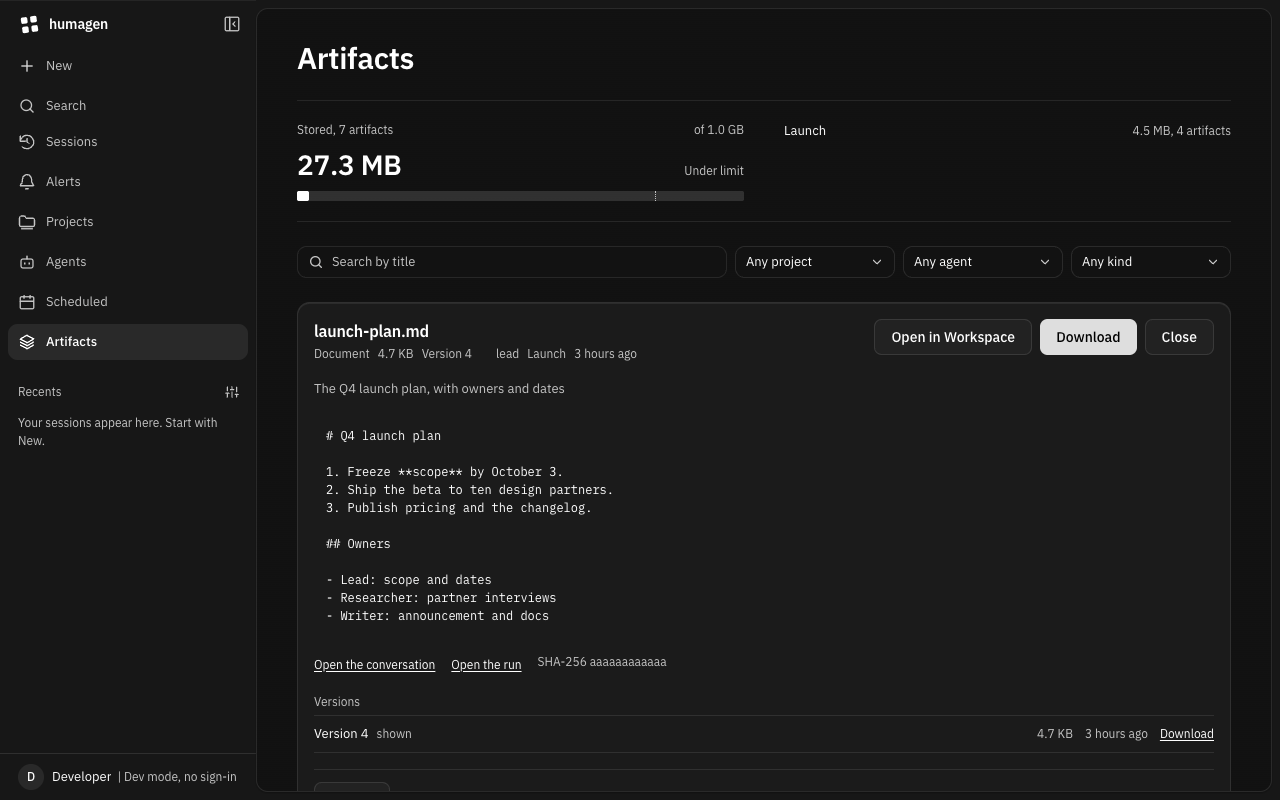 humagen
New
Search
Sessions
Alerts
Projects
Agents
Scheduled
Artifacts
Recents
Your sessions appear here. Start with
New.
D Developer | Dev mode, no sign-in
Artifacts
Stored, 7 artifacts of 1.0 GB
27.3 MB Under limit
Launch 4.5 MB, 4 artifacts
Search by title Any project Any agent Any kind
launch-plan.md
Document 4.7 KB Version 4 lead Launch 3 hours ago
Open in Workspace Download Close
The Q4 launch plan, with owners and dates
# Q4 launch plan
1. Freeze **scope** by October 3.
2. Ship the beta to ten design partners.
3. Publish pricing and the changelog.
## Owners
- Lead: scope and dates
- Researcher: partner interviews
- Writer: announcement and docs
Open the conversation Open the run SHA-256 aaaaaaaaaaaa
Versions
Version 4 shown 4.7 KB 3 hours ago Download